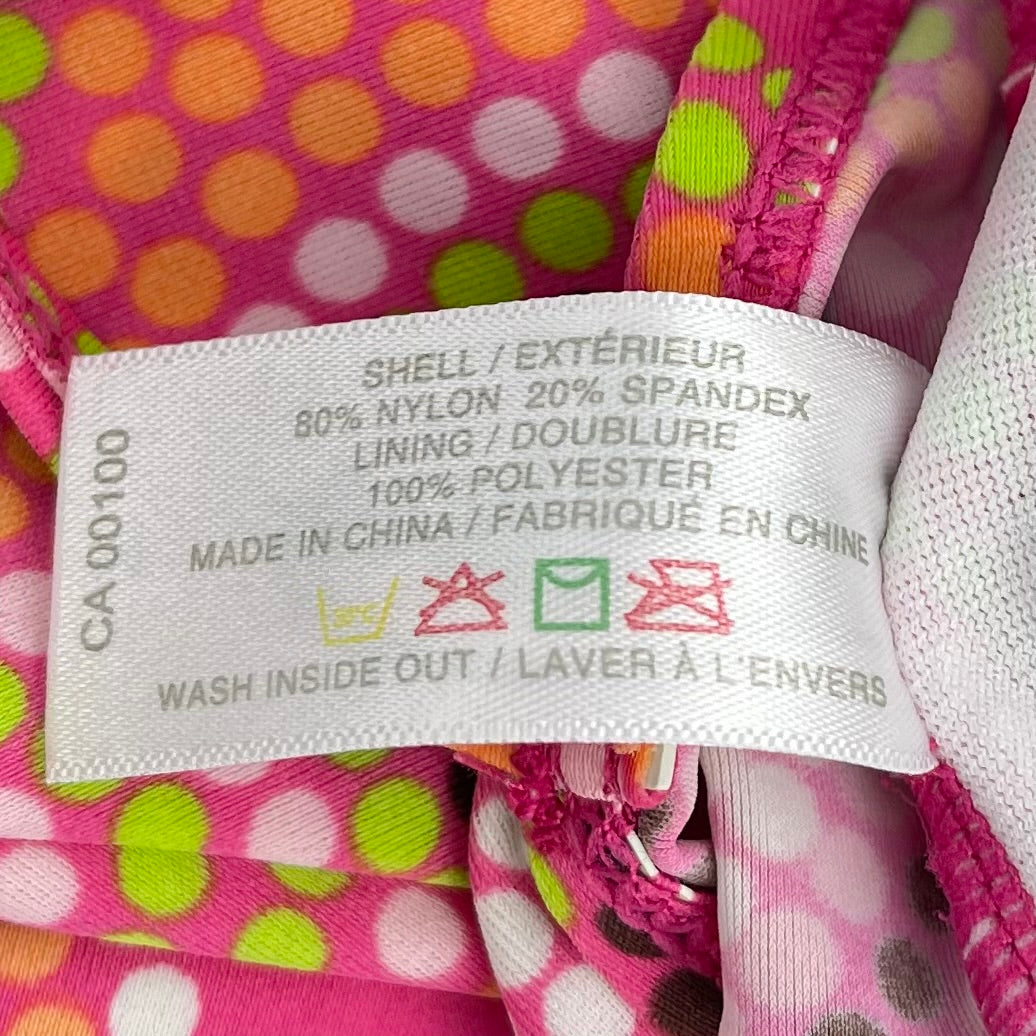 SHELL / EXTÉRIEUR
80% NYLON 20% SPANDEX
LINING / DOUBLURE
100% POLYESTER
MADE IN CHINA / FABRIQUÉ EN CHINE
30°C
WASH INSIDE OUT / LAVER À L'ENVERS
CA 00100